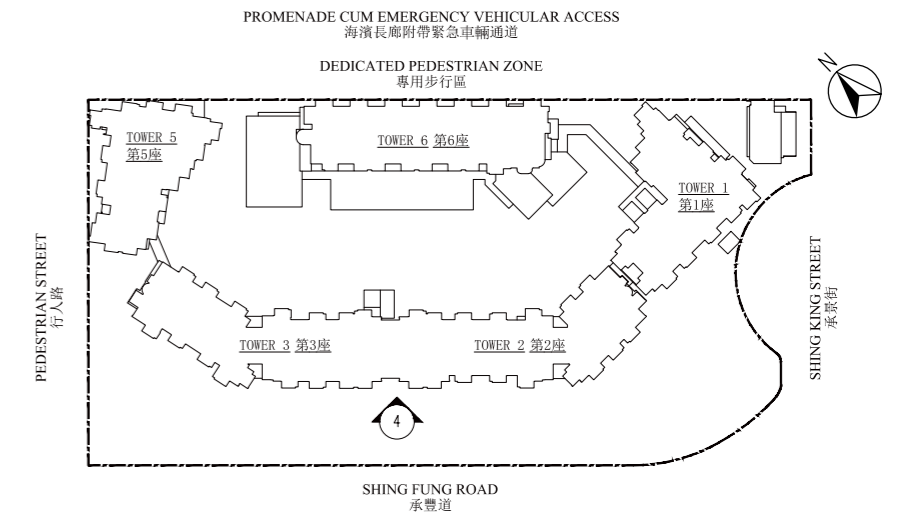 PROMENADE CUM EMERGENCY VEHICULAR ACCESS
海濱長廊附帶緊急車輛通道
DEDICATED PEDESTRIAN ZONE
專用步行區
N
TOWER 5
第5座
TOWER 6 第6座
TOWER 1
第1座
PEDESTRIAN STREET
行人路
SHING KING STREET
承景街
TOWER 3 第3座
TOWER 2 第2座
4
SHING FUNG ROAD
承豐道